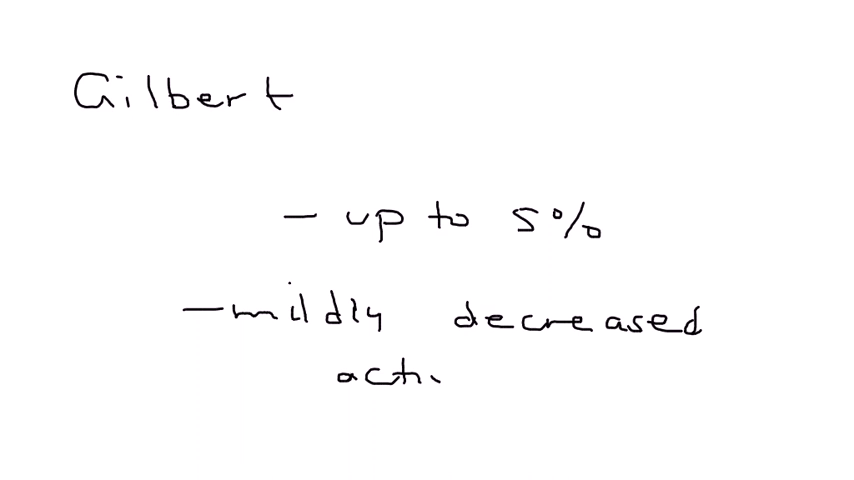 Gilbert
- up to 5%
- mildly decreased
acti